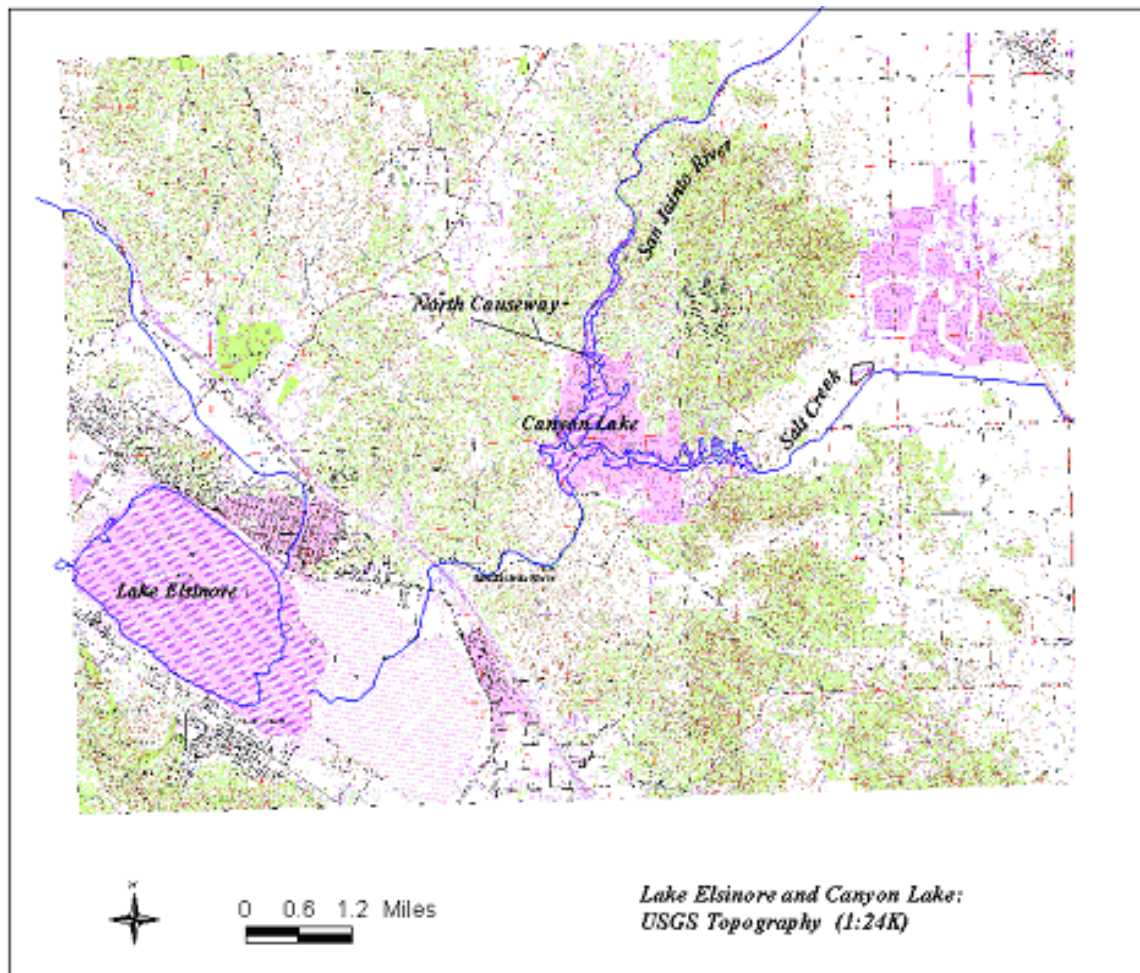 San Jainto River
North Causeway
Salt Creek
Canyon Lake
Lake Elsinore
N
0 0.6 1.2 Miles
Lake Elsinore and Canyon Lake:
USGS Topography (1:24K)